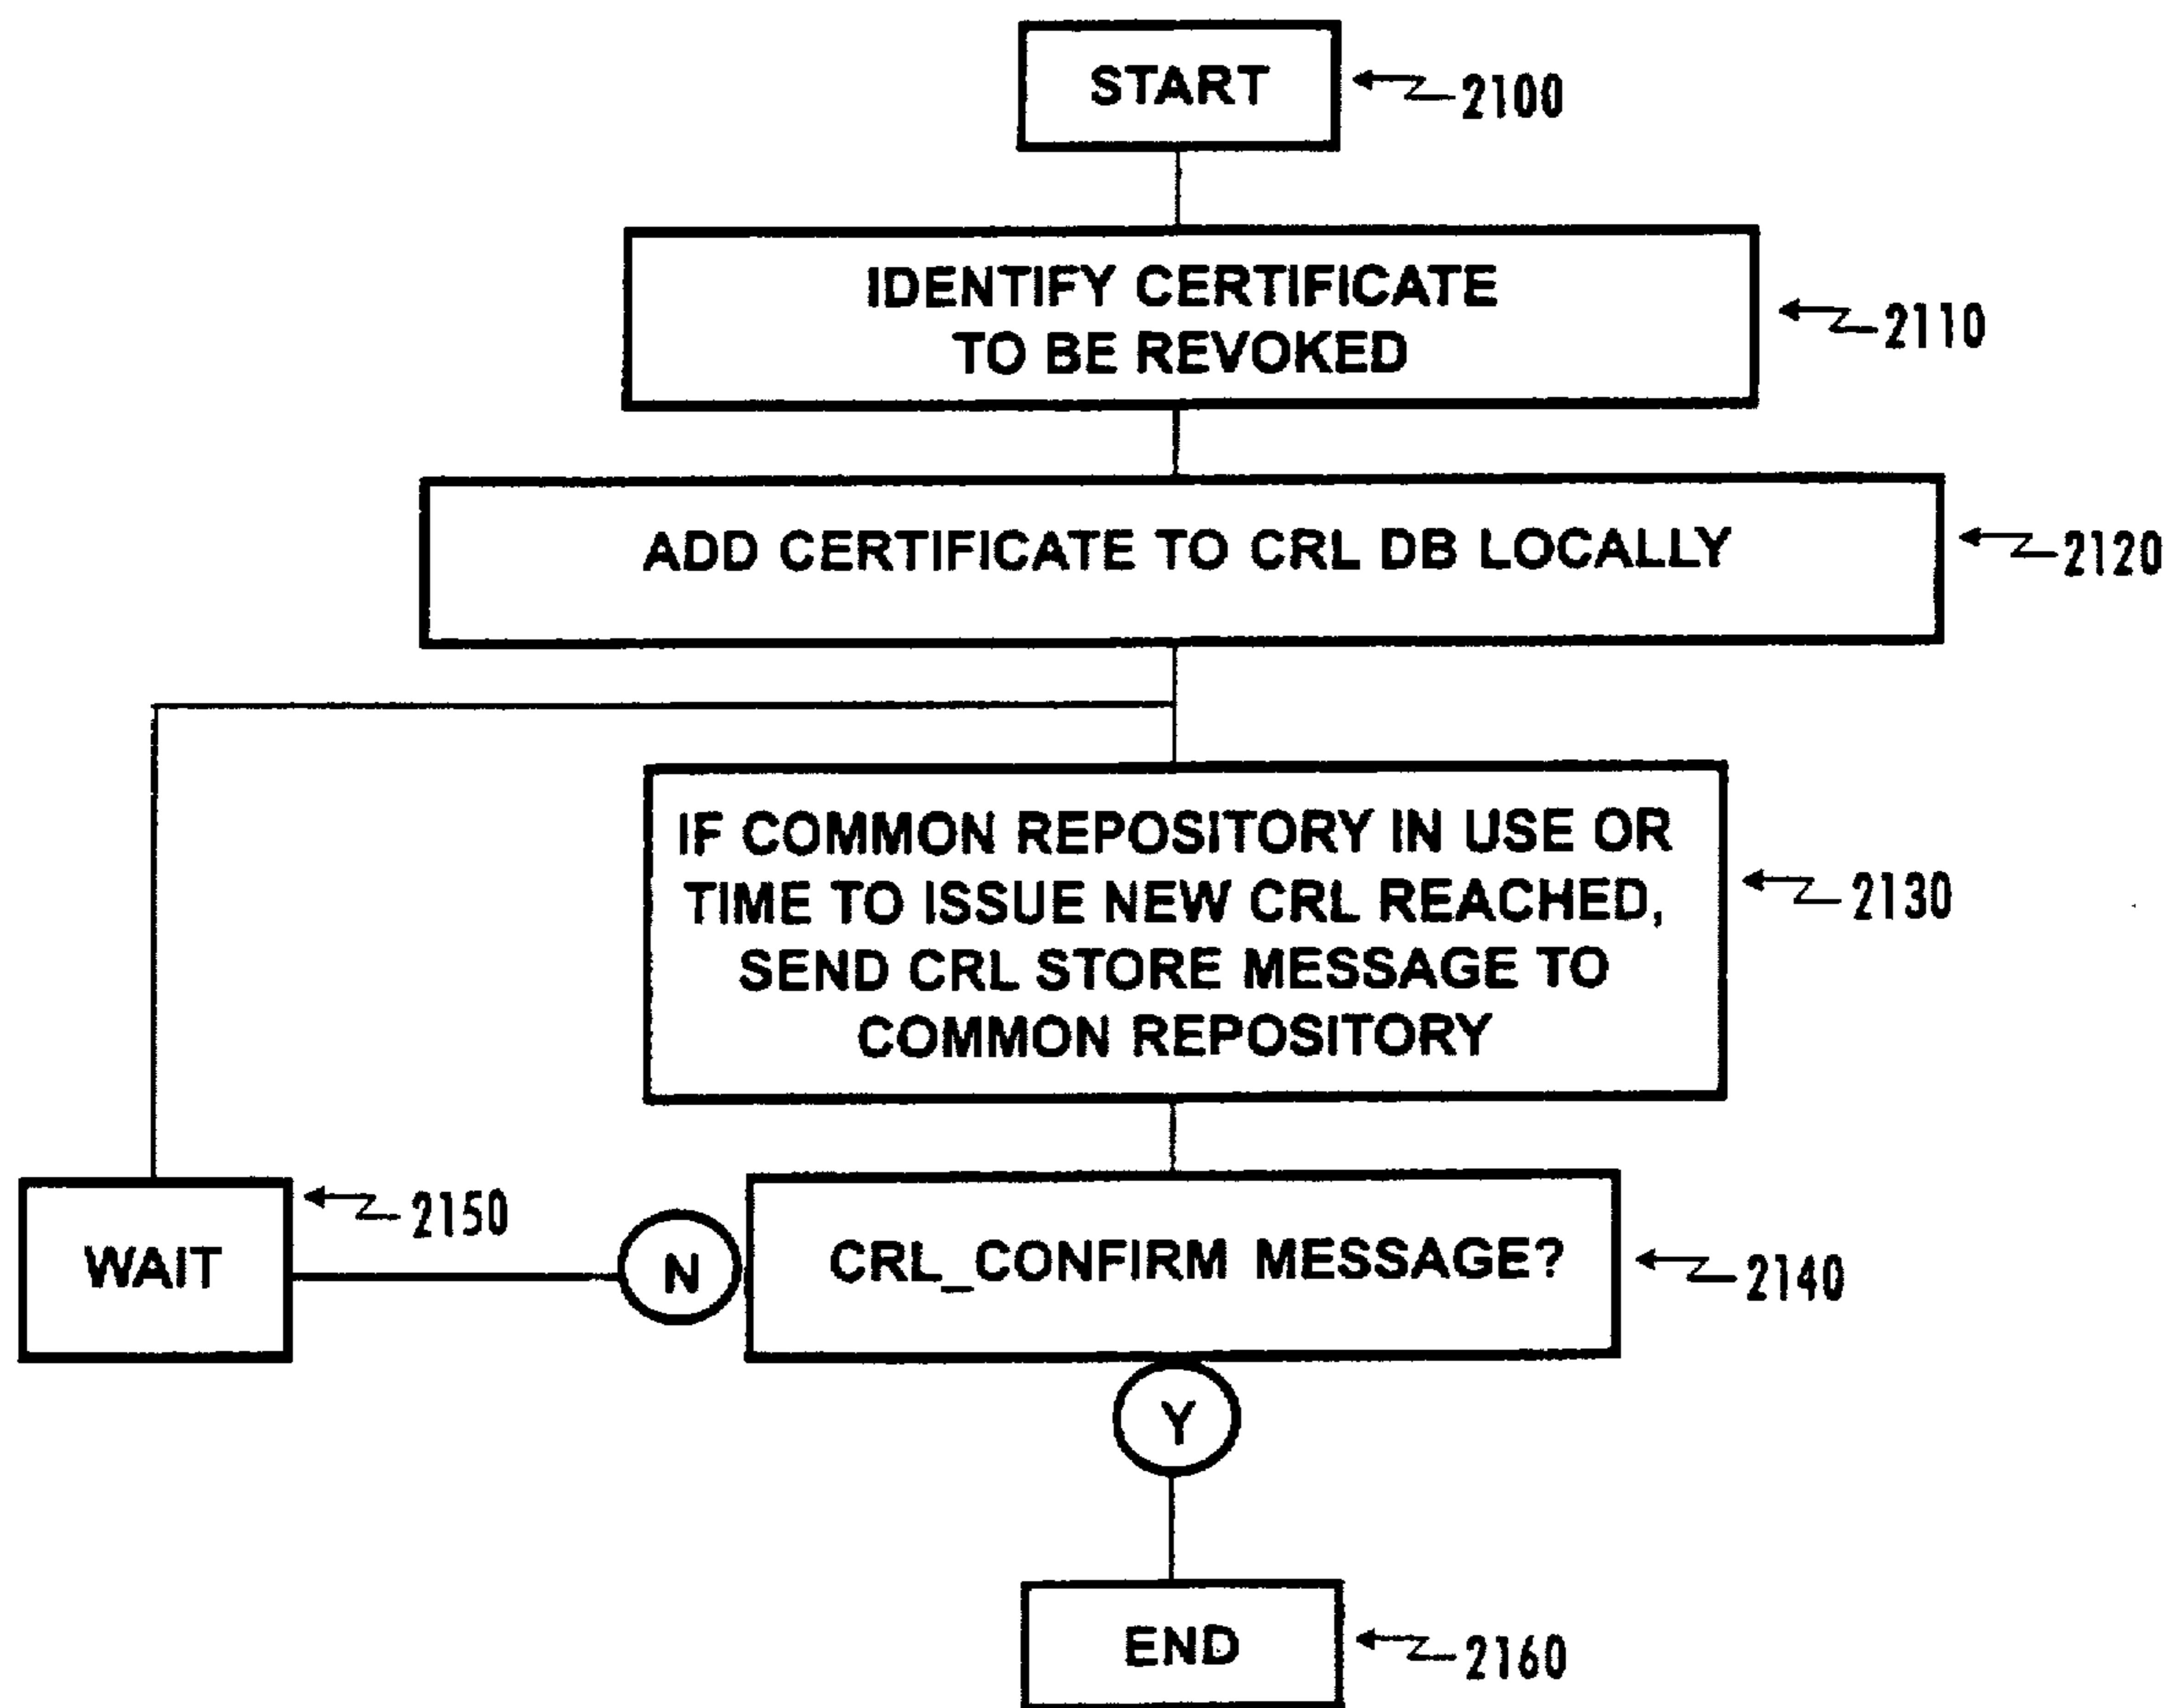 START
2100
IDENTIFY CERTIFICATE
TO BE REVOKED
2110
ADD CERTIFICATE TO CRL DB LOCALLY
2120
IF COMMON REPOSITORY IN USE OR
TIME TO ISSUE NEW CRL REACHED,
SEND CRL STORE MESSAGE TO
COMMON REPOSITORY
2130
WAIT
2150
N
CRL_CONFIRM MESSAGE?
2140
Y
END
2160